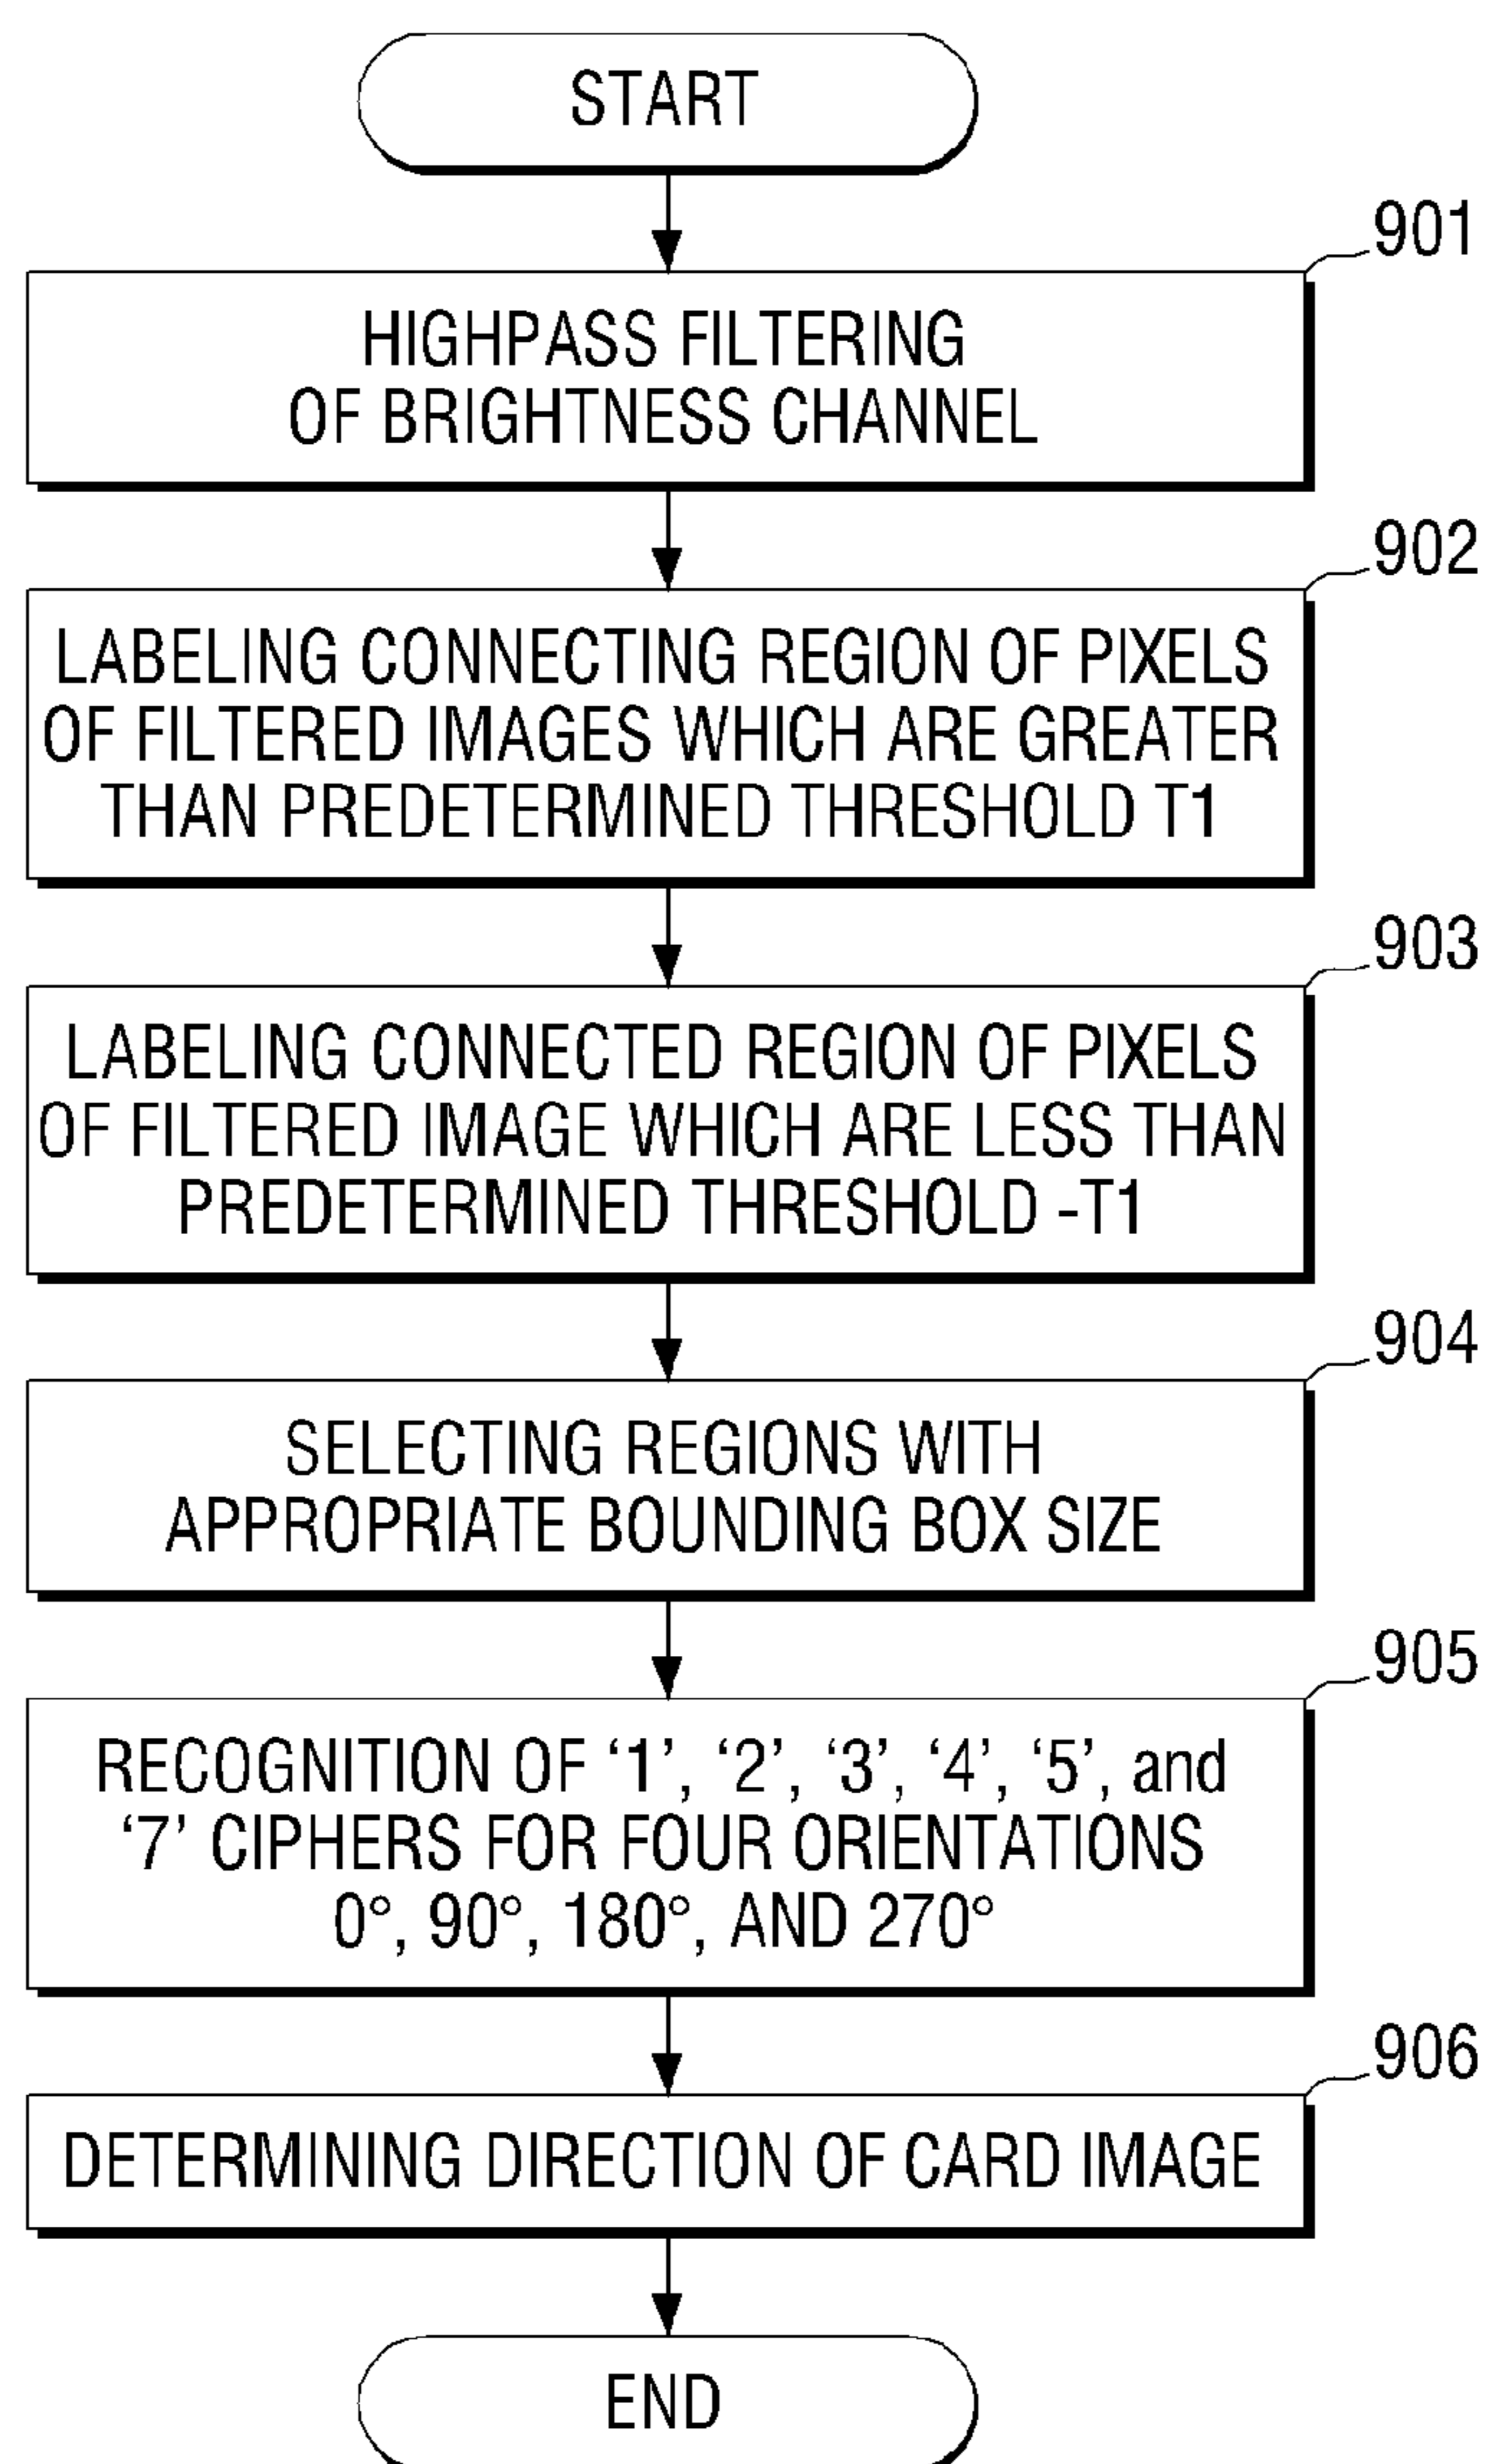 START
901
HIGHPASS FILTERING
OF BRIGHTNESS CHANNEL
902
LABELING CONNECTING REGION OF PIXELS
OF FILTERED IMAGES WHICH ARE GREATER
THAN PREDETERMINED THRESHOLD T1
903
LABELING CONNECTED REGION OF PIXELS
OF FILTERED IMAGE WHICH ARE LESS THAN
PREDETERMINED THRESHOLD -T1
904
SELECTING REGIONS WITH
APPROPRIATE BOUNDING BOX SIZE
905
RECOGNITION OF ‘1’, ‘2’, ‘3’, ‘4’, ‘5’, and
‘7’ CIPHERS FOR FOUR ORIENTATIONS
0°, 90°, 180°, AND 270°
906
DETERMINING DIRECTION OF CARD IMAGE
END